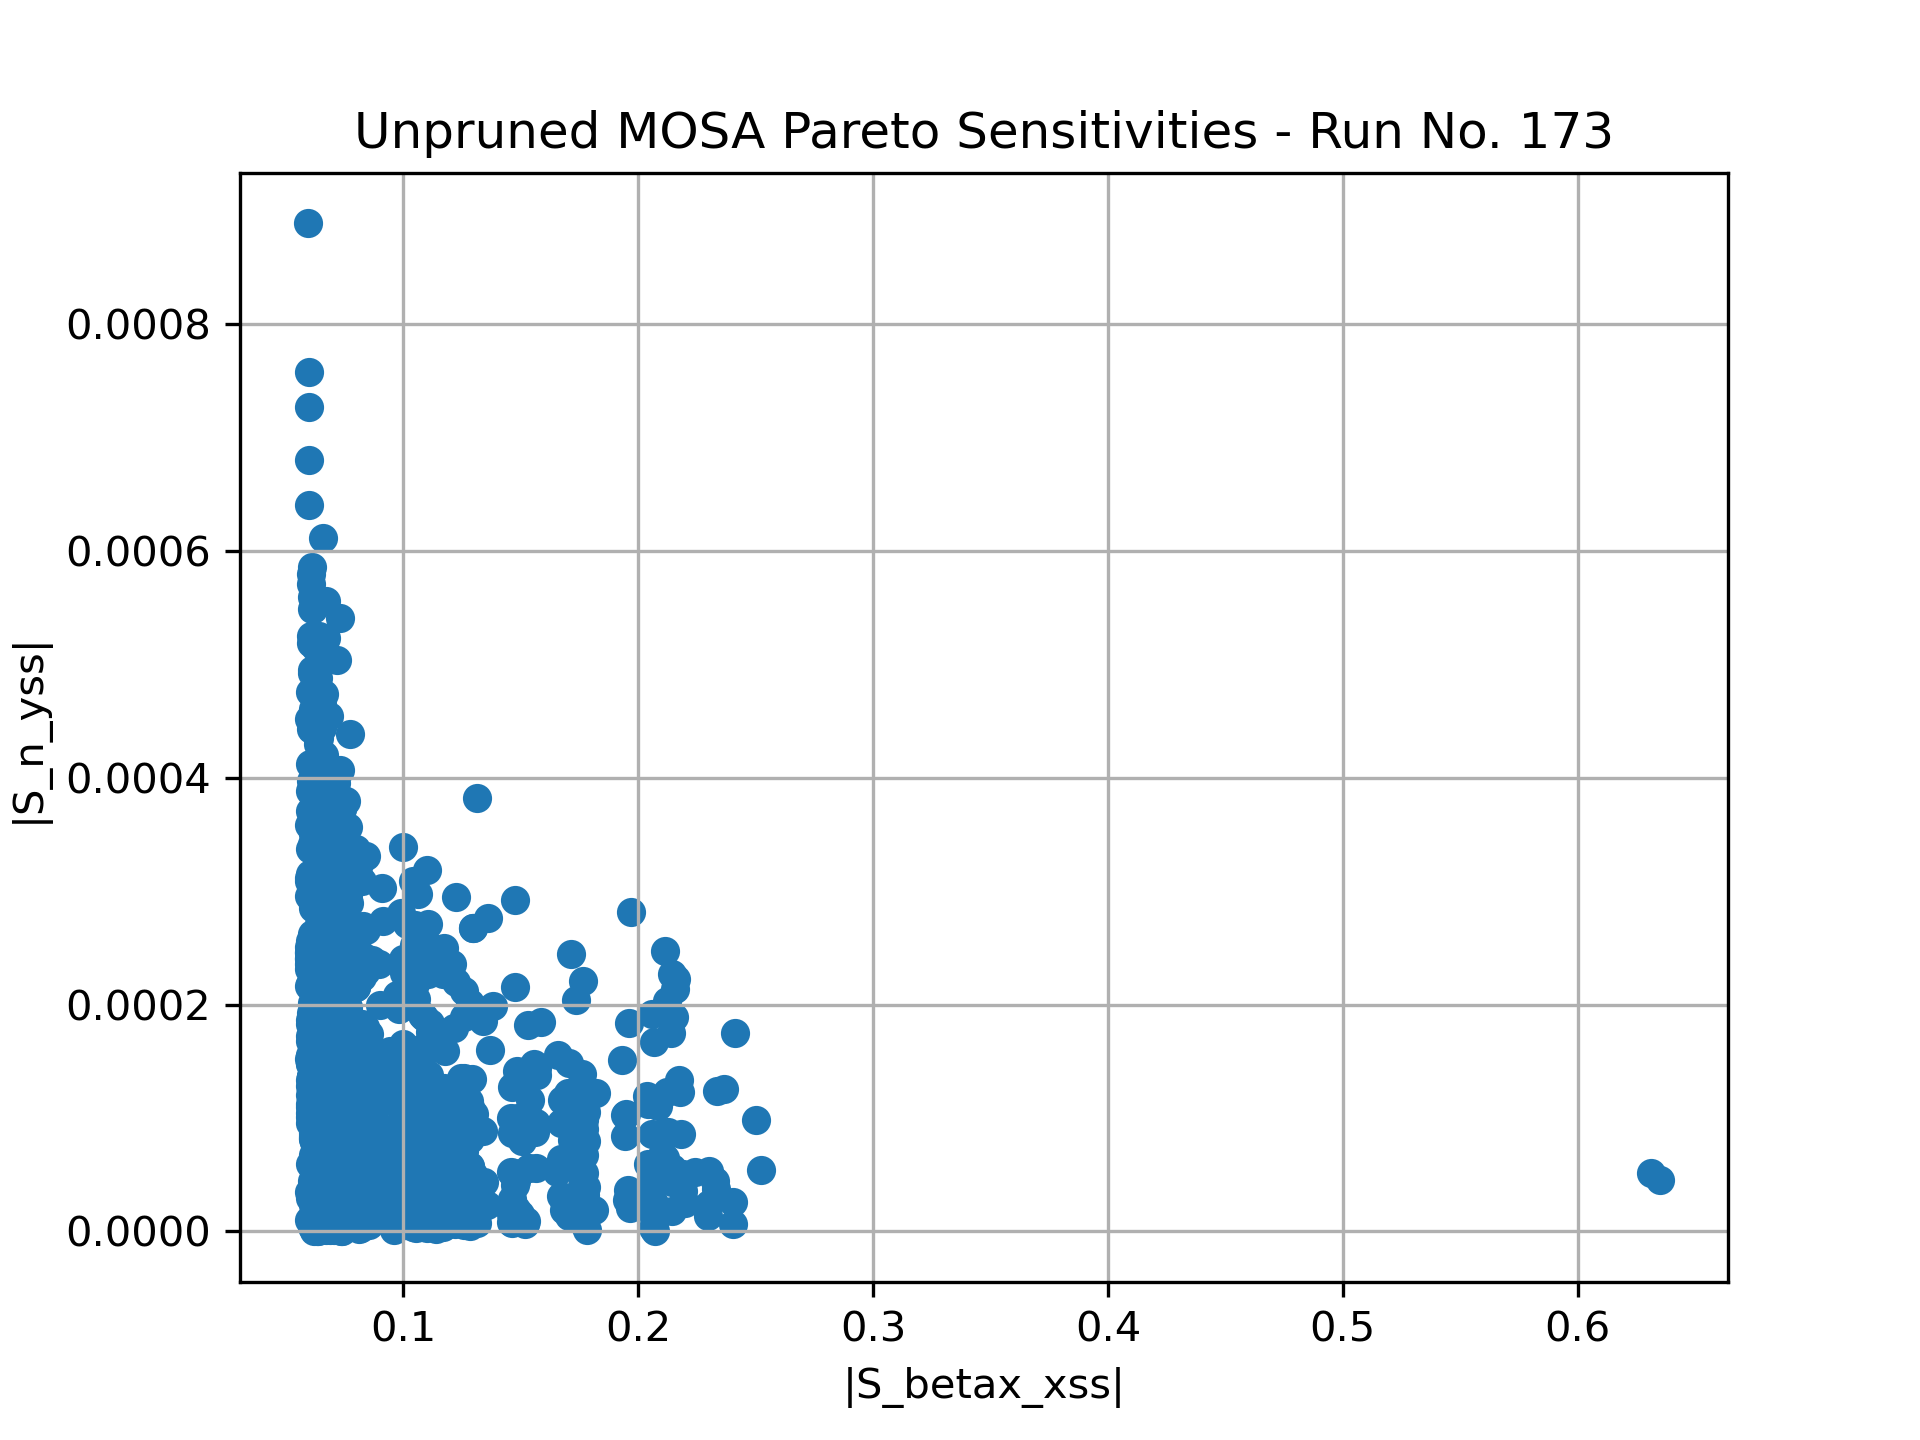 Unpruned MOSA Pareto Sensitivities - Run No. 173
|S_n_yss|
0.0008
0.0006
0.0004
0.0002
0.0000
0.1 0.2 0.3 0.4 0.5 0.6
|S_betax_xss|